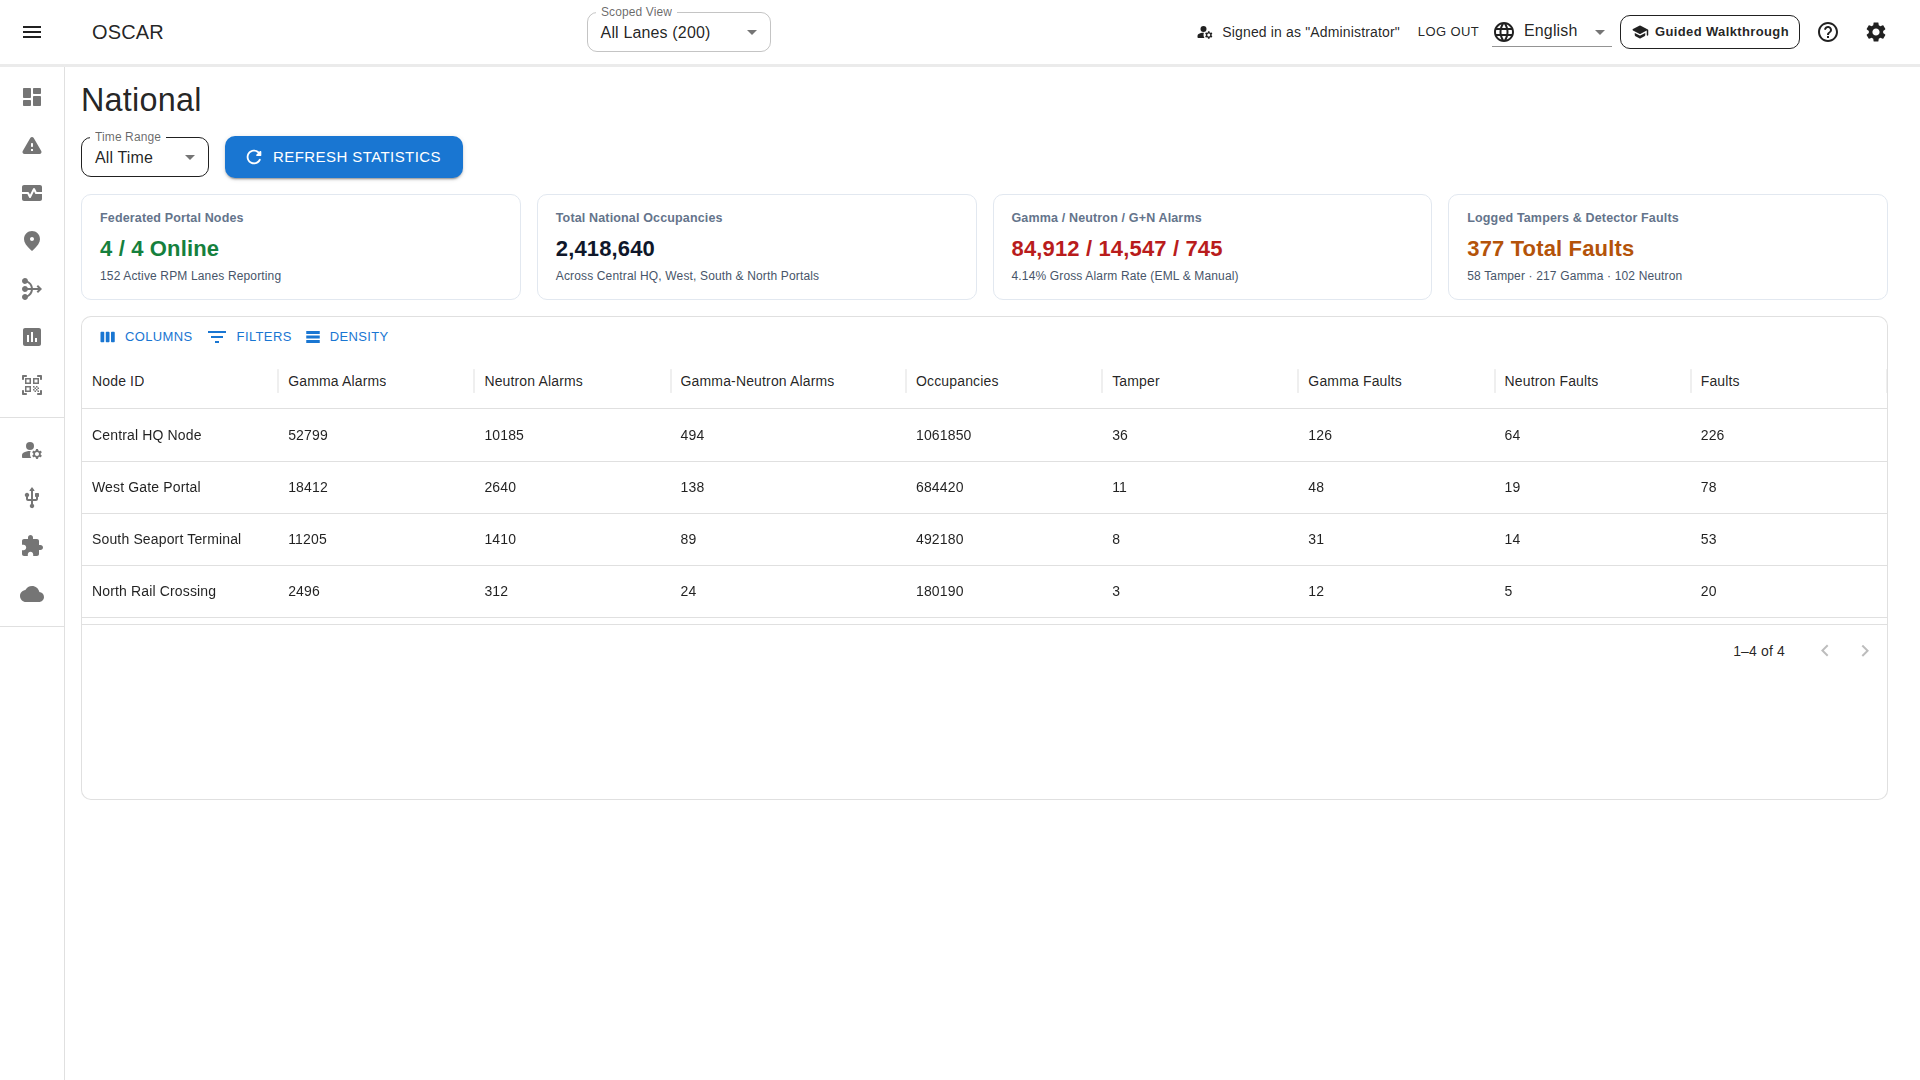 OSCAR
Scoped View
All Lanes (200)
Signed in as "Administrator"
LOG OUT
English
Guided Walkthrough
National
Time Range
All Time
REFRESH STATISTICS
Federated Portal Nodes
4 / 4 Online
152 Active RPM Lanes Reporting
Total National Occupancies
2,418,640
Across Central HQ, West, South & North Portals
Gamma / Neutron / G+N Alarms
84,912 / 14,547 / 745
4.14% Gross Alarm Rate (EML & Manual)
Logged Tampers & Detector Faults
377 Total Faults
58 Tamper · 217 Gamma · 102 Neutron
COLUMNS FILTERS DENSITY
Node ID Gamma Alarms Neutron Alarms Gamma-Neutron Alarms Occupancies Tamper Gamma Faults Neutron Faults Faults
Central HQ Node 52799 10185 494 1061850 36 126 64 226
West Gate Portal 18412 2640 138 684420 11 48 19 78
South Seaport Terminal 11205 1410 89 492180 8 31 14 53
North Rail Crossing 2496 312 24 180190 3 12 5 20
1–4 of 4